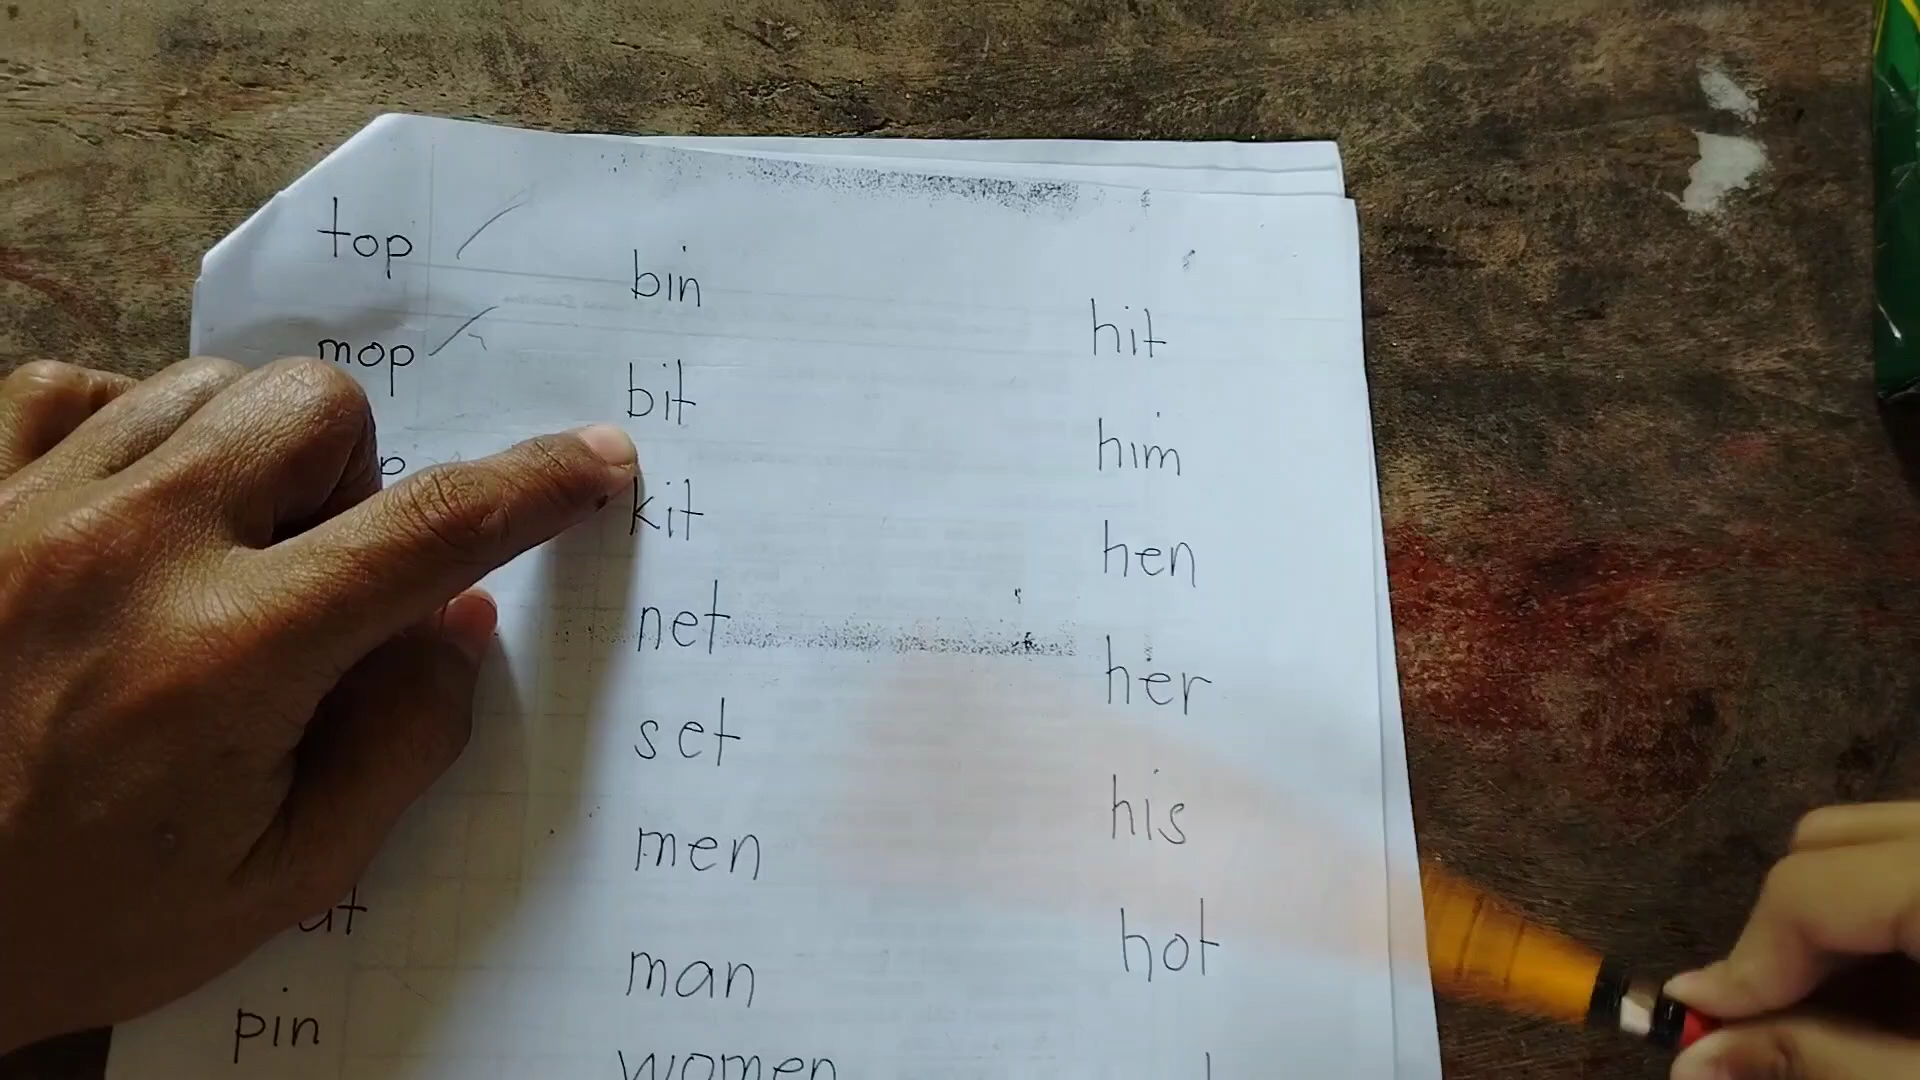 top
mop
pin
bin
bit
kit
net
set
men
man
women
hit
him
hen
her
his
hot